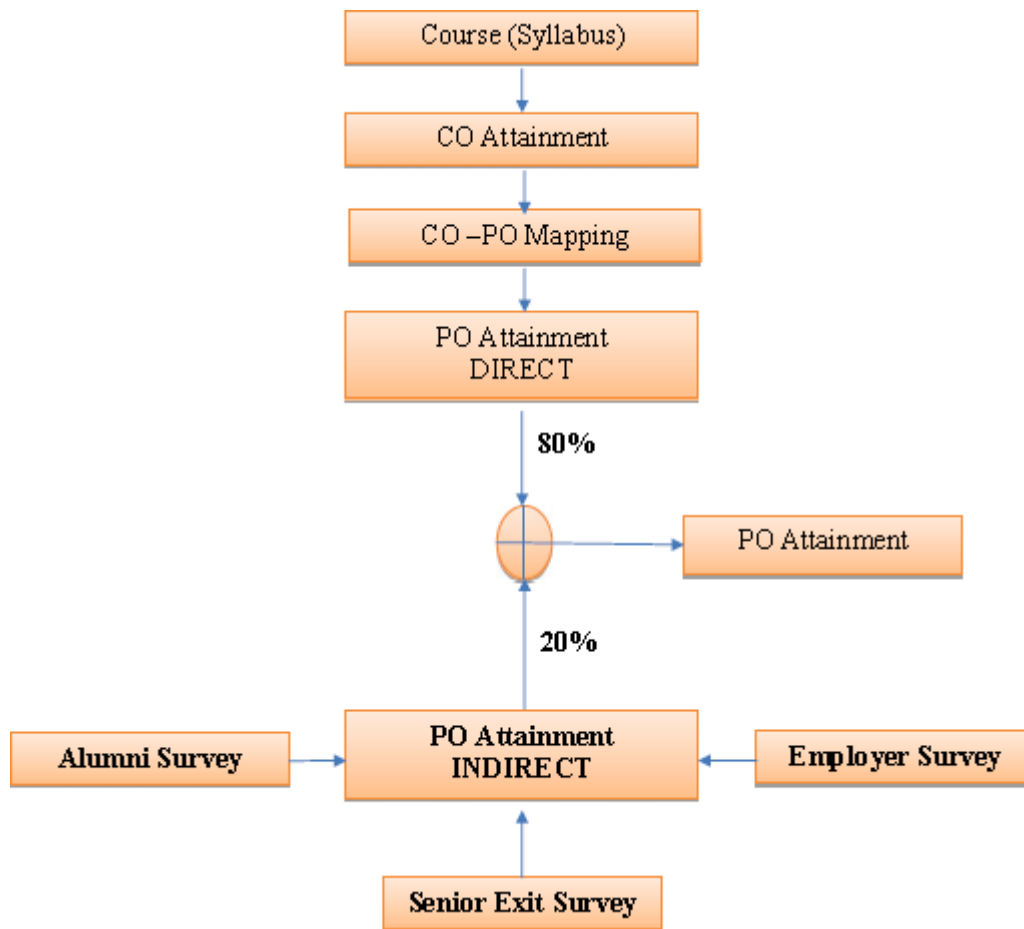 Course (Syllabus)
CO Attainment
CO –PO Mapping
PO Attainment
DIRECT
80%
PO Attainment
20%
PO Attainment
INDIRECT
Alumni Survey
Employer Survey
Senior Exit Survey